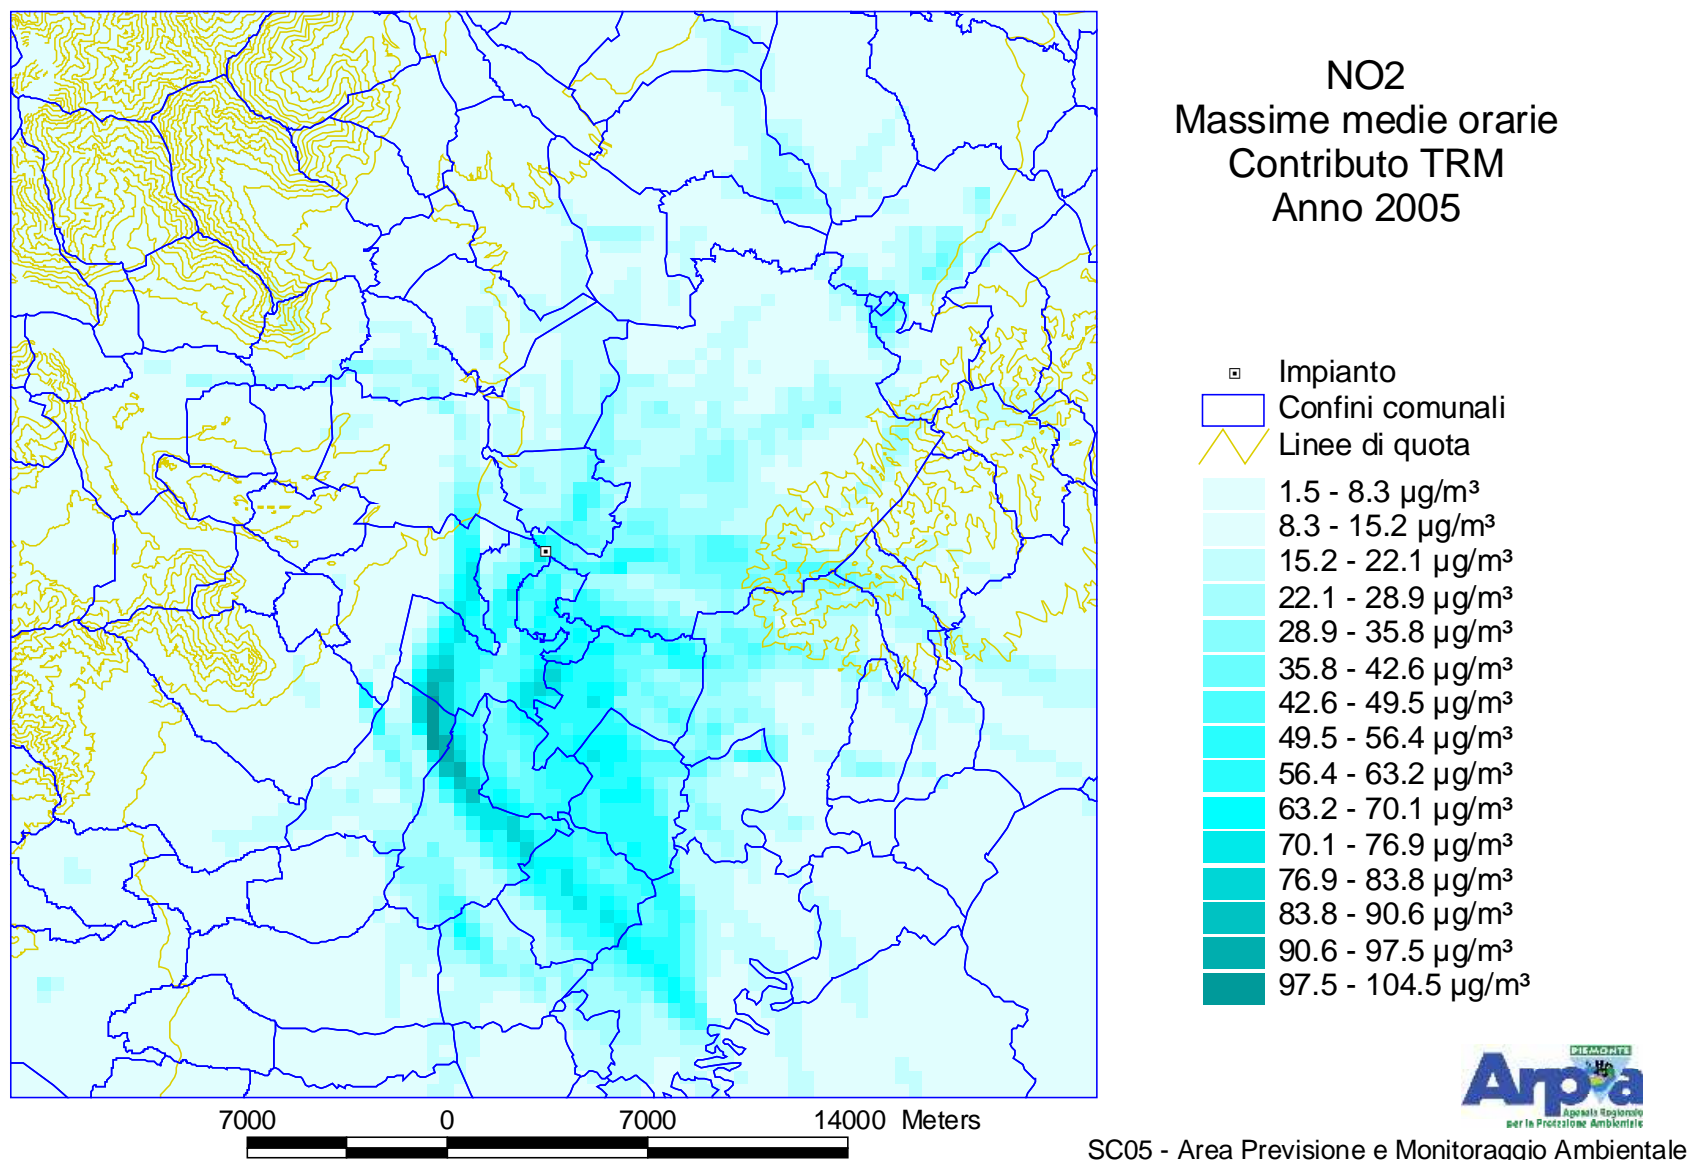 NO2
Massime medie orarie
Contributo TRM
Anno 2005
Impianto
Confini comunali
Linee di quota
1.5 - 8.3 µg/m³
8.3 - 15.2 µg/m³
15.2 - 22.1 µg/m³
22.1 - 28.9 µg/m³
28.9 - 35.8 µg/m³
35.8 - 42.6 µg/m³
42.6 - 49.5 µg/m³
49.5 - 56.4 µg/m³
56.4 - 63.2 µg/m³
63.2 - 70.1 µg/m³
70.1 - 76.9 µg/m³
76.9 - 83.8 µg/m³
83.8 - 90.6 µg/m³
90.6 - 97.5 µg/m³
97.5 - 104.5 µg/m³
7000 0 7000 14000 Meters
PIEMONTE
Arpa
Agenzia Regionale
per la Protezione Ambientale
SC05 - Area Previsione e Monitoraggio Ambientale